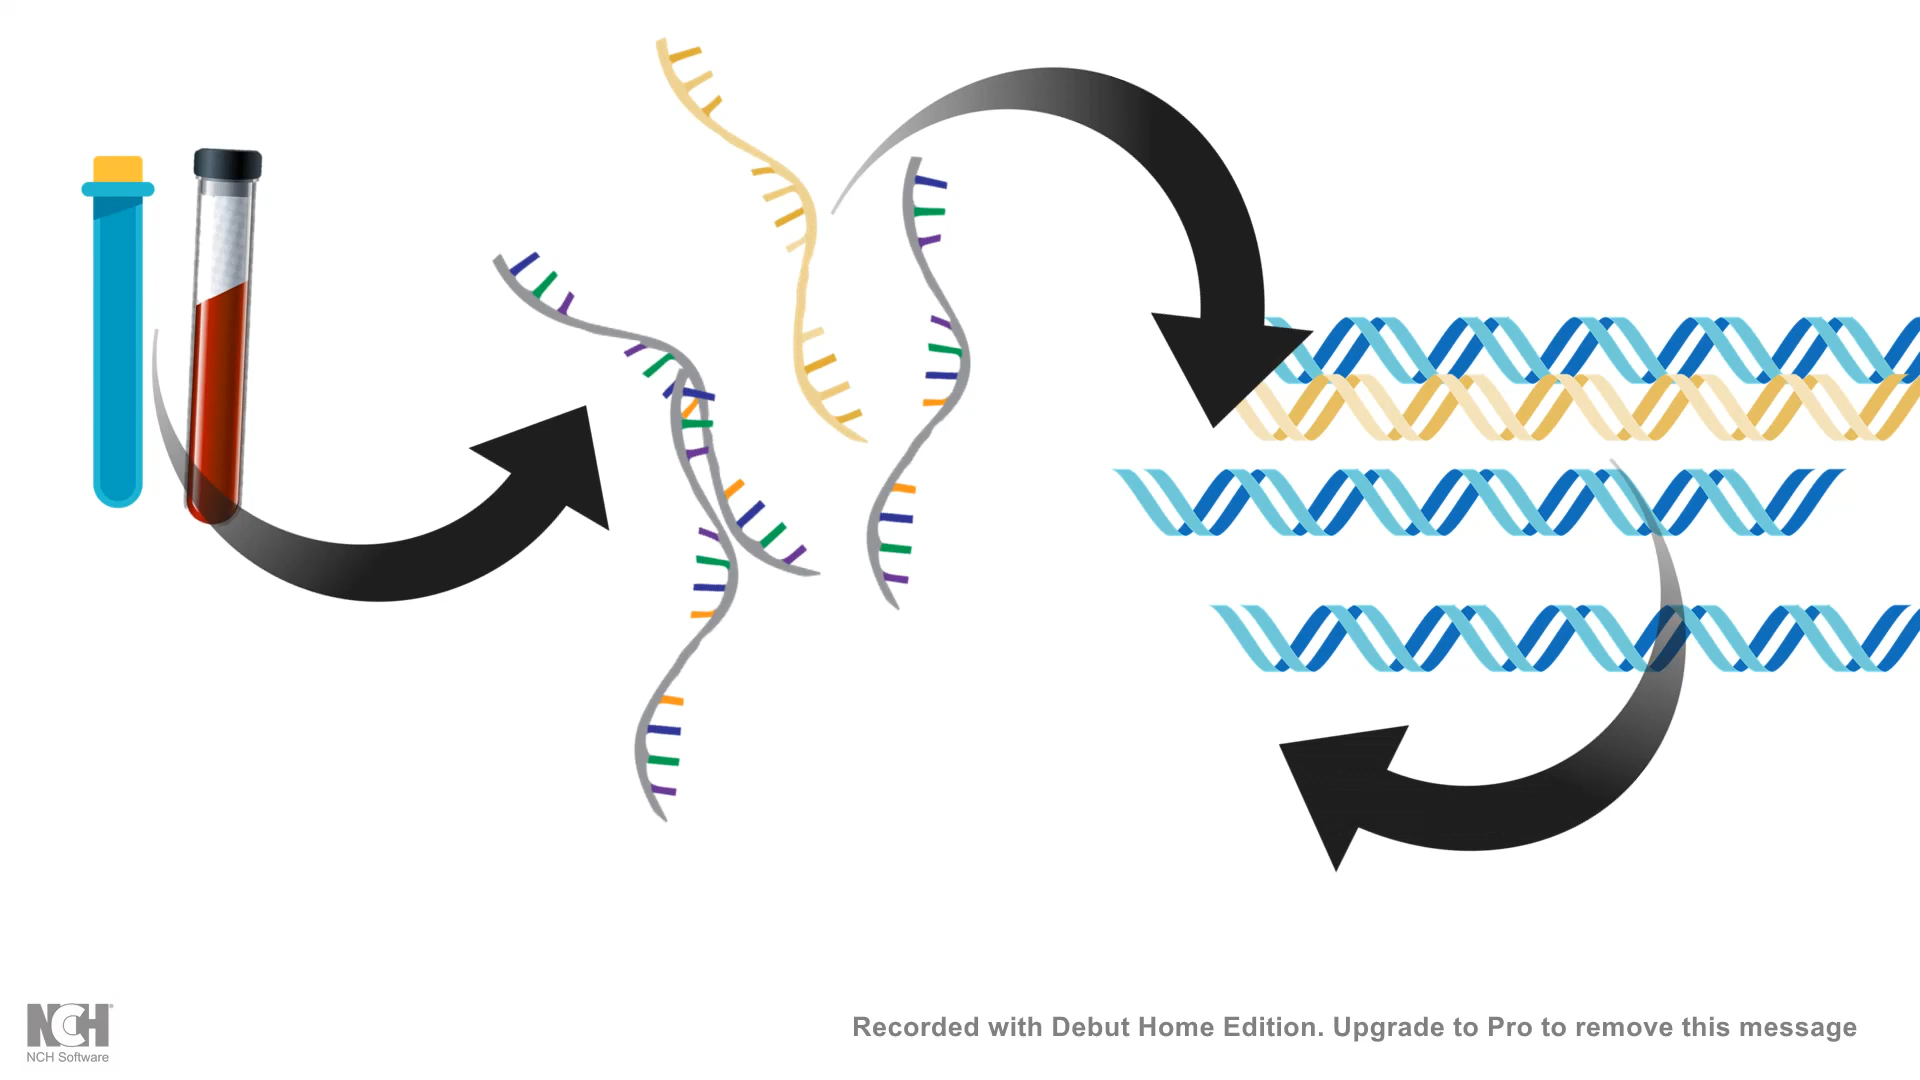 NCH
NCH Software
Recorded with Debut Home Edition. Upgrade to Pro to remove this message